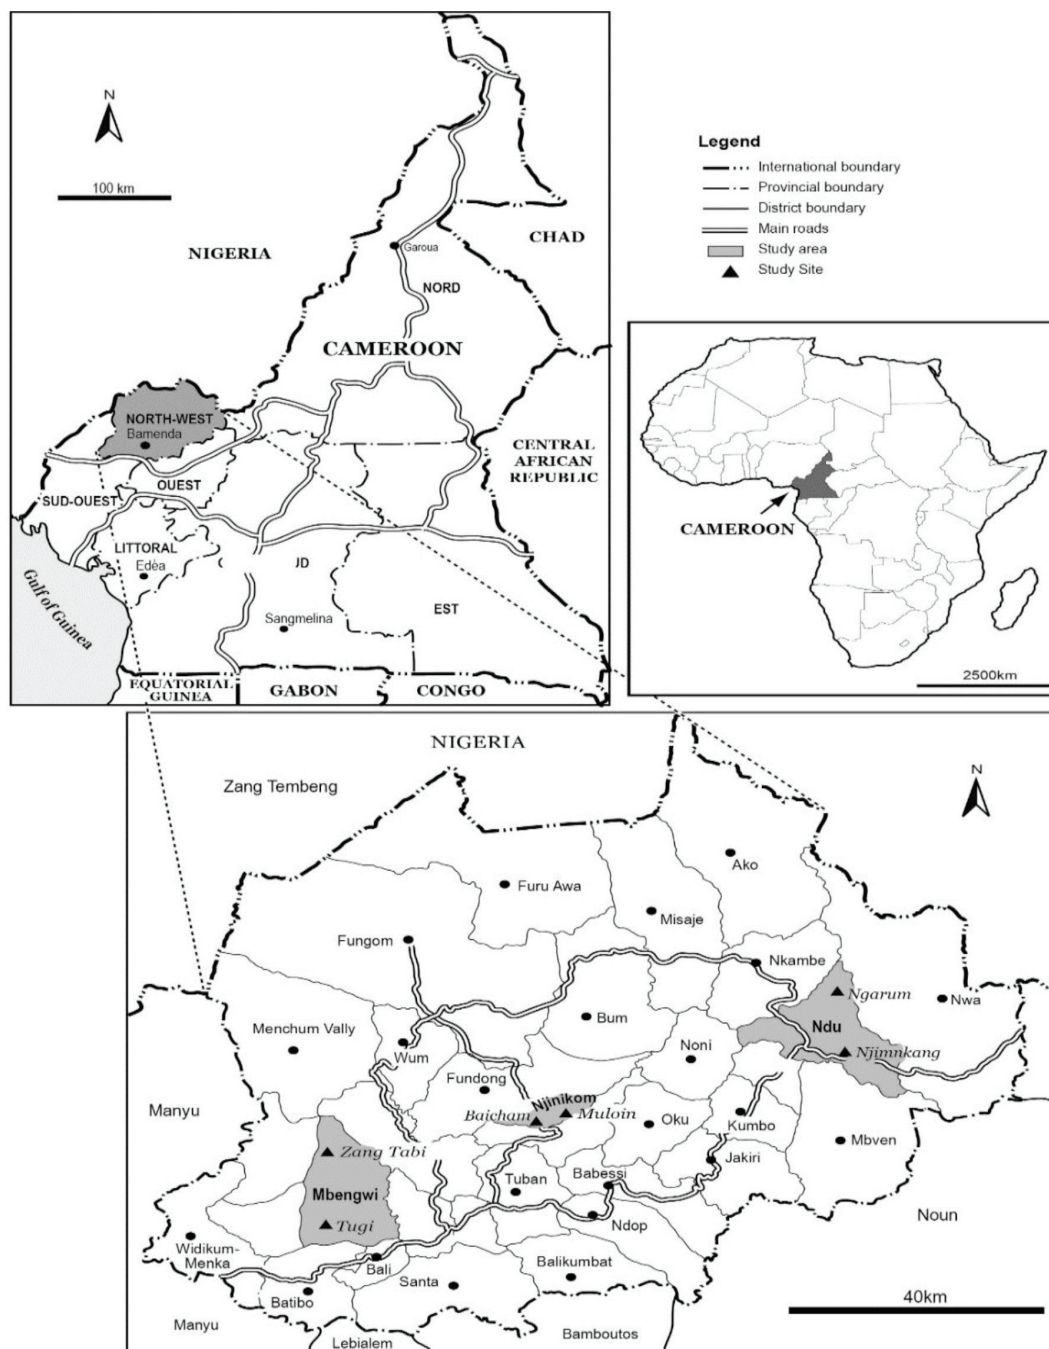 N
100 km
NIGERIA
CHAD
Garoua
NORD
CAMEROON
NORTH-WEST
Bamenda
CENTRAL
AFRICAN
REPUBLIC
OUEST
SUD-OUEST
LITTORAL
Edéa
JD
EST
Gulf of Guinea
Sangmelina
EQUATORIAL
GUINEA
GABON
CONGO
Legend
International boundary
Provincial boundary
District boundary
Main roads
Study area
Study Site
CAMEROON
2500km
NIGERIA
Zang Tembeng
N
Ako
Furu Awa
Misaje
Fungom
Nkambe
Ngarum
Nwa
Menchum Vally
Bum
Ndu
Wum
Noni
Njimnkang
Fundong
Njinikom
Manyu
Baicham
Muloin
Oku
Kumbo
Mbven
Zang Tabi
Jakiri
Tuban
Babessi
Mbengwi
Ndop
Noun
Tugi
Widikum-
Menka
Bali
Balikumbat
Santa
Batibo
40km
Manyu
Lebialem
Bamboutos